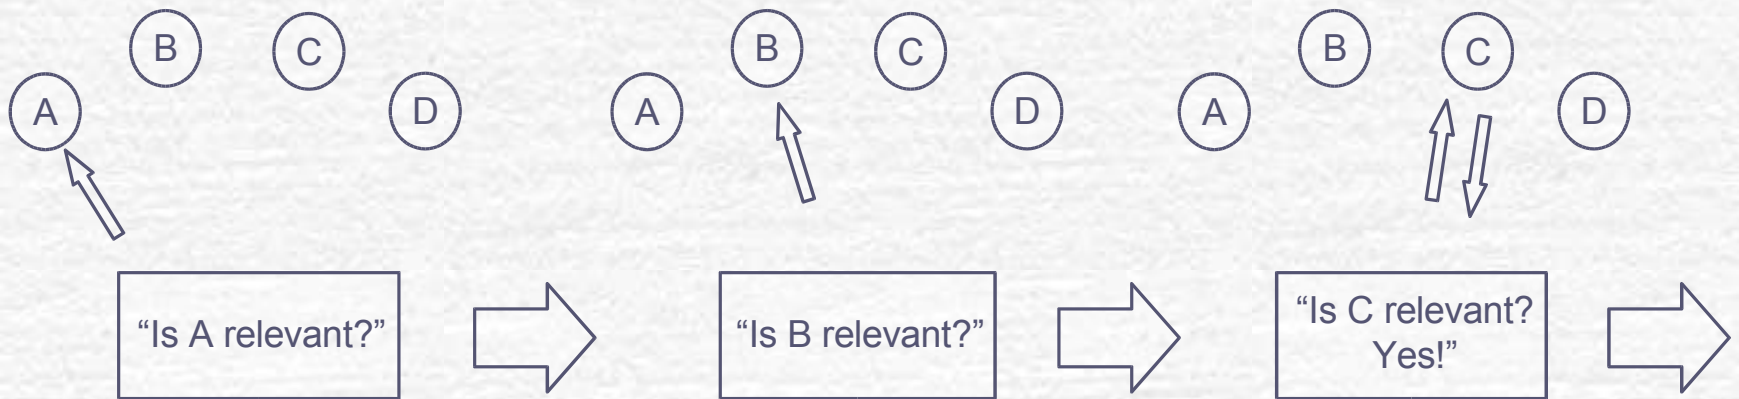 B C
A D
B C
A D
B C
A D
“Is A relevant?”
“Is B relevant?”
“Is C relevant?
Yes!”